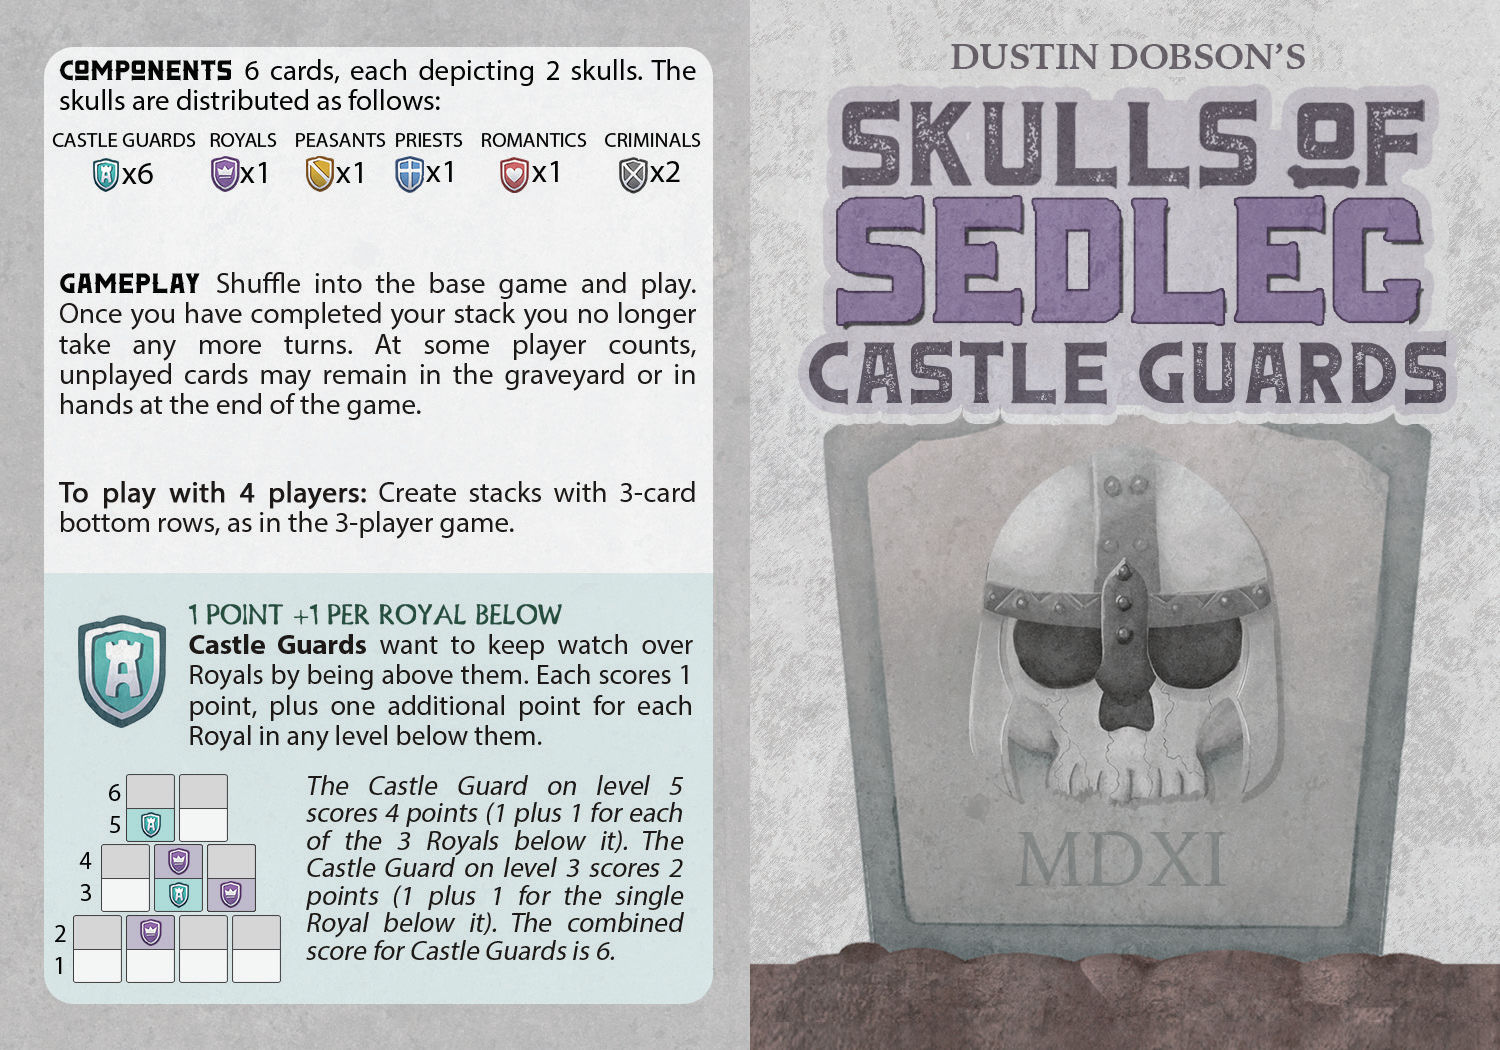 COMPONENTS 6 cards, each depicting 2 skulls. The
skulls are distributed as follows:
CASTLE GUARDS ROYALS PEASANTS PRIESTS ROMANTICS CRIMINALS
x6 x1 x1 x1 x1 x2
GAMEPLAY Shuffle into the base game and play.
Once you have completed your stack you no longer
take any more turns. At some player counts,
unplayed cards may remain in the graveyard or in
hands at the end of the game.
To play with 4 players: Create stacks with 3-card
bottom rows, as in the 3-player game.
1 POINT +1 PER ROYAL BELOW
Castle Guards want to keep watch over
Royals by being above them. Each scores 1
point, plus one additional point for each
Royal in any level below them.
6
5
4
3
2
1
The Castle Guard on level 5
scores 4 points (1 plus 1 for each
of the 3 Royals below it). The
Castle Guard on level 3 scores 2
points (1 plus 1 for the single
Royal below it). The combined
score for Castle Guards is 6.
DUSTIN DOBSON'S
SKULLS OF
SEDLEC
CASTLE GUARDS
MDXI